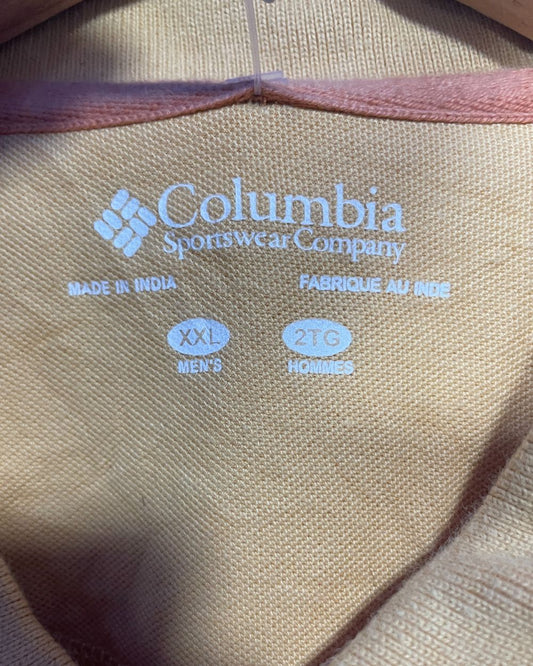 Columbia
Sportswear Company
MADE IN INDIA FABRIQUE AU INDE
XXL 2TG
MEN'S HOMMES